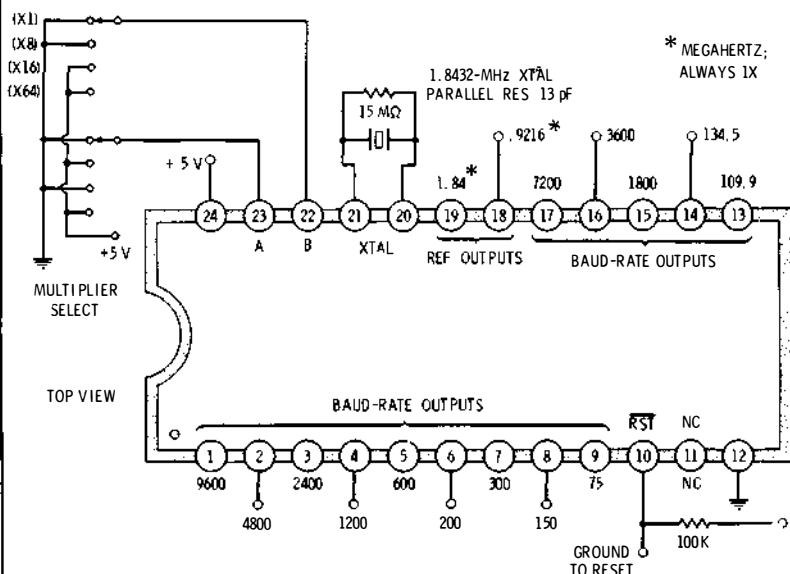 (X1)
(X8)
(X16)
(X64)
+5 V
MULTIPLIER
SELECT
TOP VIEW
1.8432-MHz XTAL
PARALLEL RES 13 pF
15 MΩ
* MEGAHERTZ;
ALWAYS 1X
+ 5 V
1.84*
.9216*
7200
3600
1800
134.5
109.9
24
23
22
21
20
19
18
17
16
15
14
13
A
B
XTAL
REF OUTPUTS
BAUD-RATE OUTPUTS
BAUD-RATE OUTPUTS
RST
NC
1
2
3
4
5
6
7
8
9
10
11
12
9600
4800
2400
1200
600
200
300
150
75
NC
GROUND
TO RESET
100K